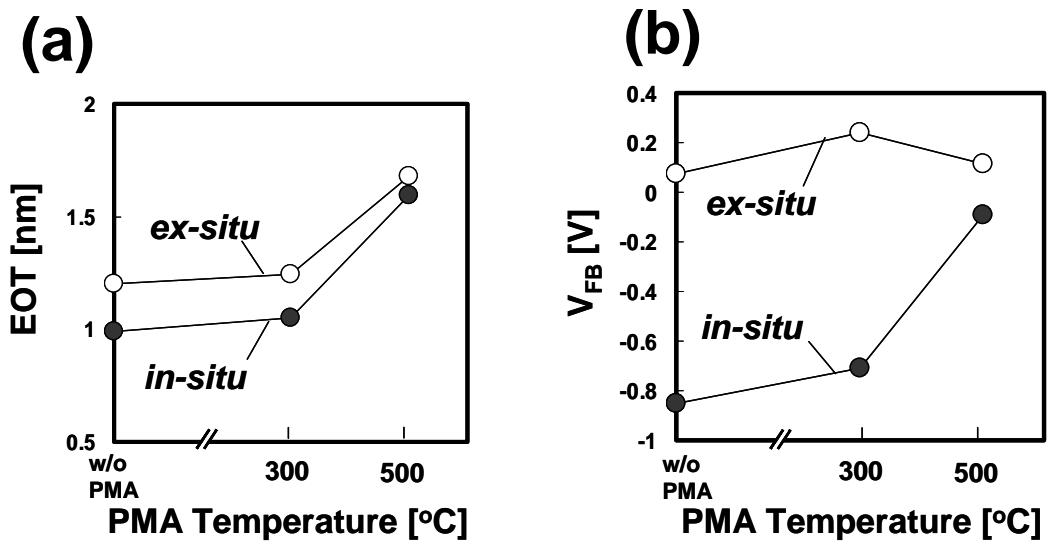 (a)
2
1.5
1
0.5
EOT [nm]
ex-situ
in-situ
w/o
PMA
300
500
PMA Temperature [°C]
(b)
0.4
0.2
0
-0.2
-0.4
-0.6
-0.8
-1
VFB [V]
ex-situ
in-situ
w/o
PMA
300
500
PMA Temperature [°C]